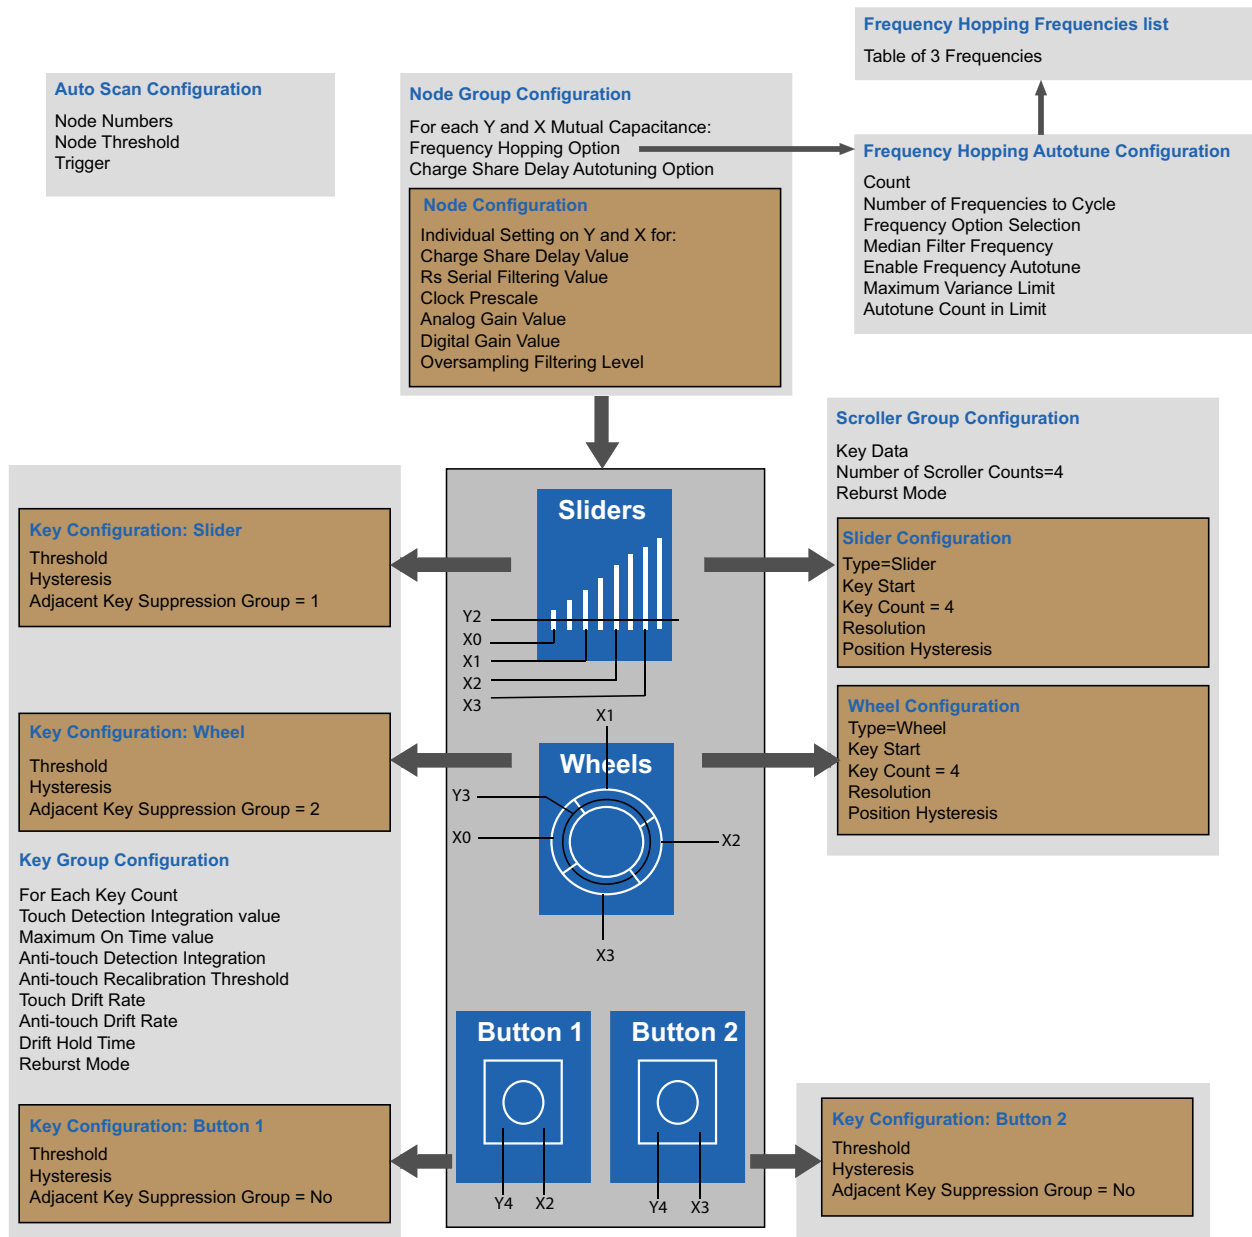 Frequency Hopping Frequencies list
Table of 3 Frequencies
Auto Scan Configuration
Node Numbers
Node Threshold
Trigger
Node Group Configuration
For each Y and X Mutual Capacitance:
Frequency Hopping Option
Charge Share Delay Autotuning Option
Node Configuration
Individual Setting on Y and X for:
Charge Share Delay Value
Rs Serial Filtering Value
Clock Prescale
Analog Gain Value
Digital Gain Value
Oversampling Filtering Level
Frequency Hopping Autotune Configuration
Count
Number of Frequencies to Cycle
Frequency Option Selection
Median Filter Frequency
Enable Frequency Autotune
Maximum Variance Limit
Autotune Count in Limit
Key Configuration: Slider
Threshold
Hysteresis
Adjacent Key Suppression Group = 1
Key Configuration: Wheel
Threshold
Hysteresis
Adjacent Key Suppression Group = 2
Key Group Configuration
For Each Key Count
Touch Detection Integration value
Maximum On Time value
Anti-touch Detection Integration
Anti-touch Recalibration Threshold
Touch Drift Rate
Anti-touch Drift Rate
Drift Hold Time
Reburst Mode
Key Configuration: Button 1
Threshold
Hysteresis
Adjacent Key Suppression Group = No
Sliders
Y2
X0
X1
X2
X3
X1
Wheels
Y3
X0
X2
X3
Button 1
Y4
X2
Button 2
Y4
X3
Scroller Group Configuration
Key Data
Number of Scroller Counts=4
Reburst Mode
Slider Configuration
Type=Slider
Key Start
Key Count = 4
Resolution
Position Hysteresis
Wheel Configuration
Type=Wheel
Key Start
Key Count = 4
Resolution
Position Hysteresis
Key Configuration: Button 2
Threshold
Hysteresis
Adjacent Key Suppression Group = No